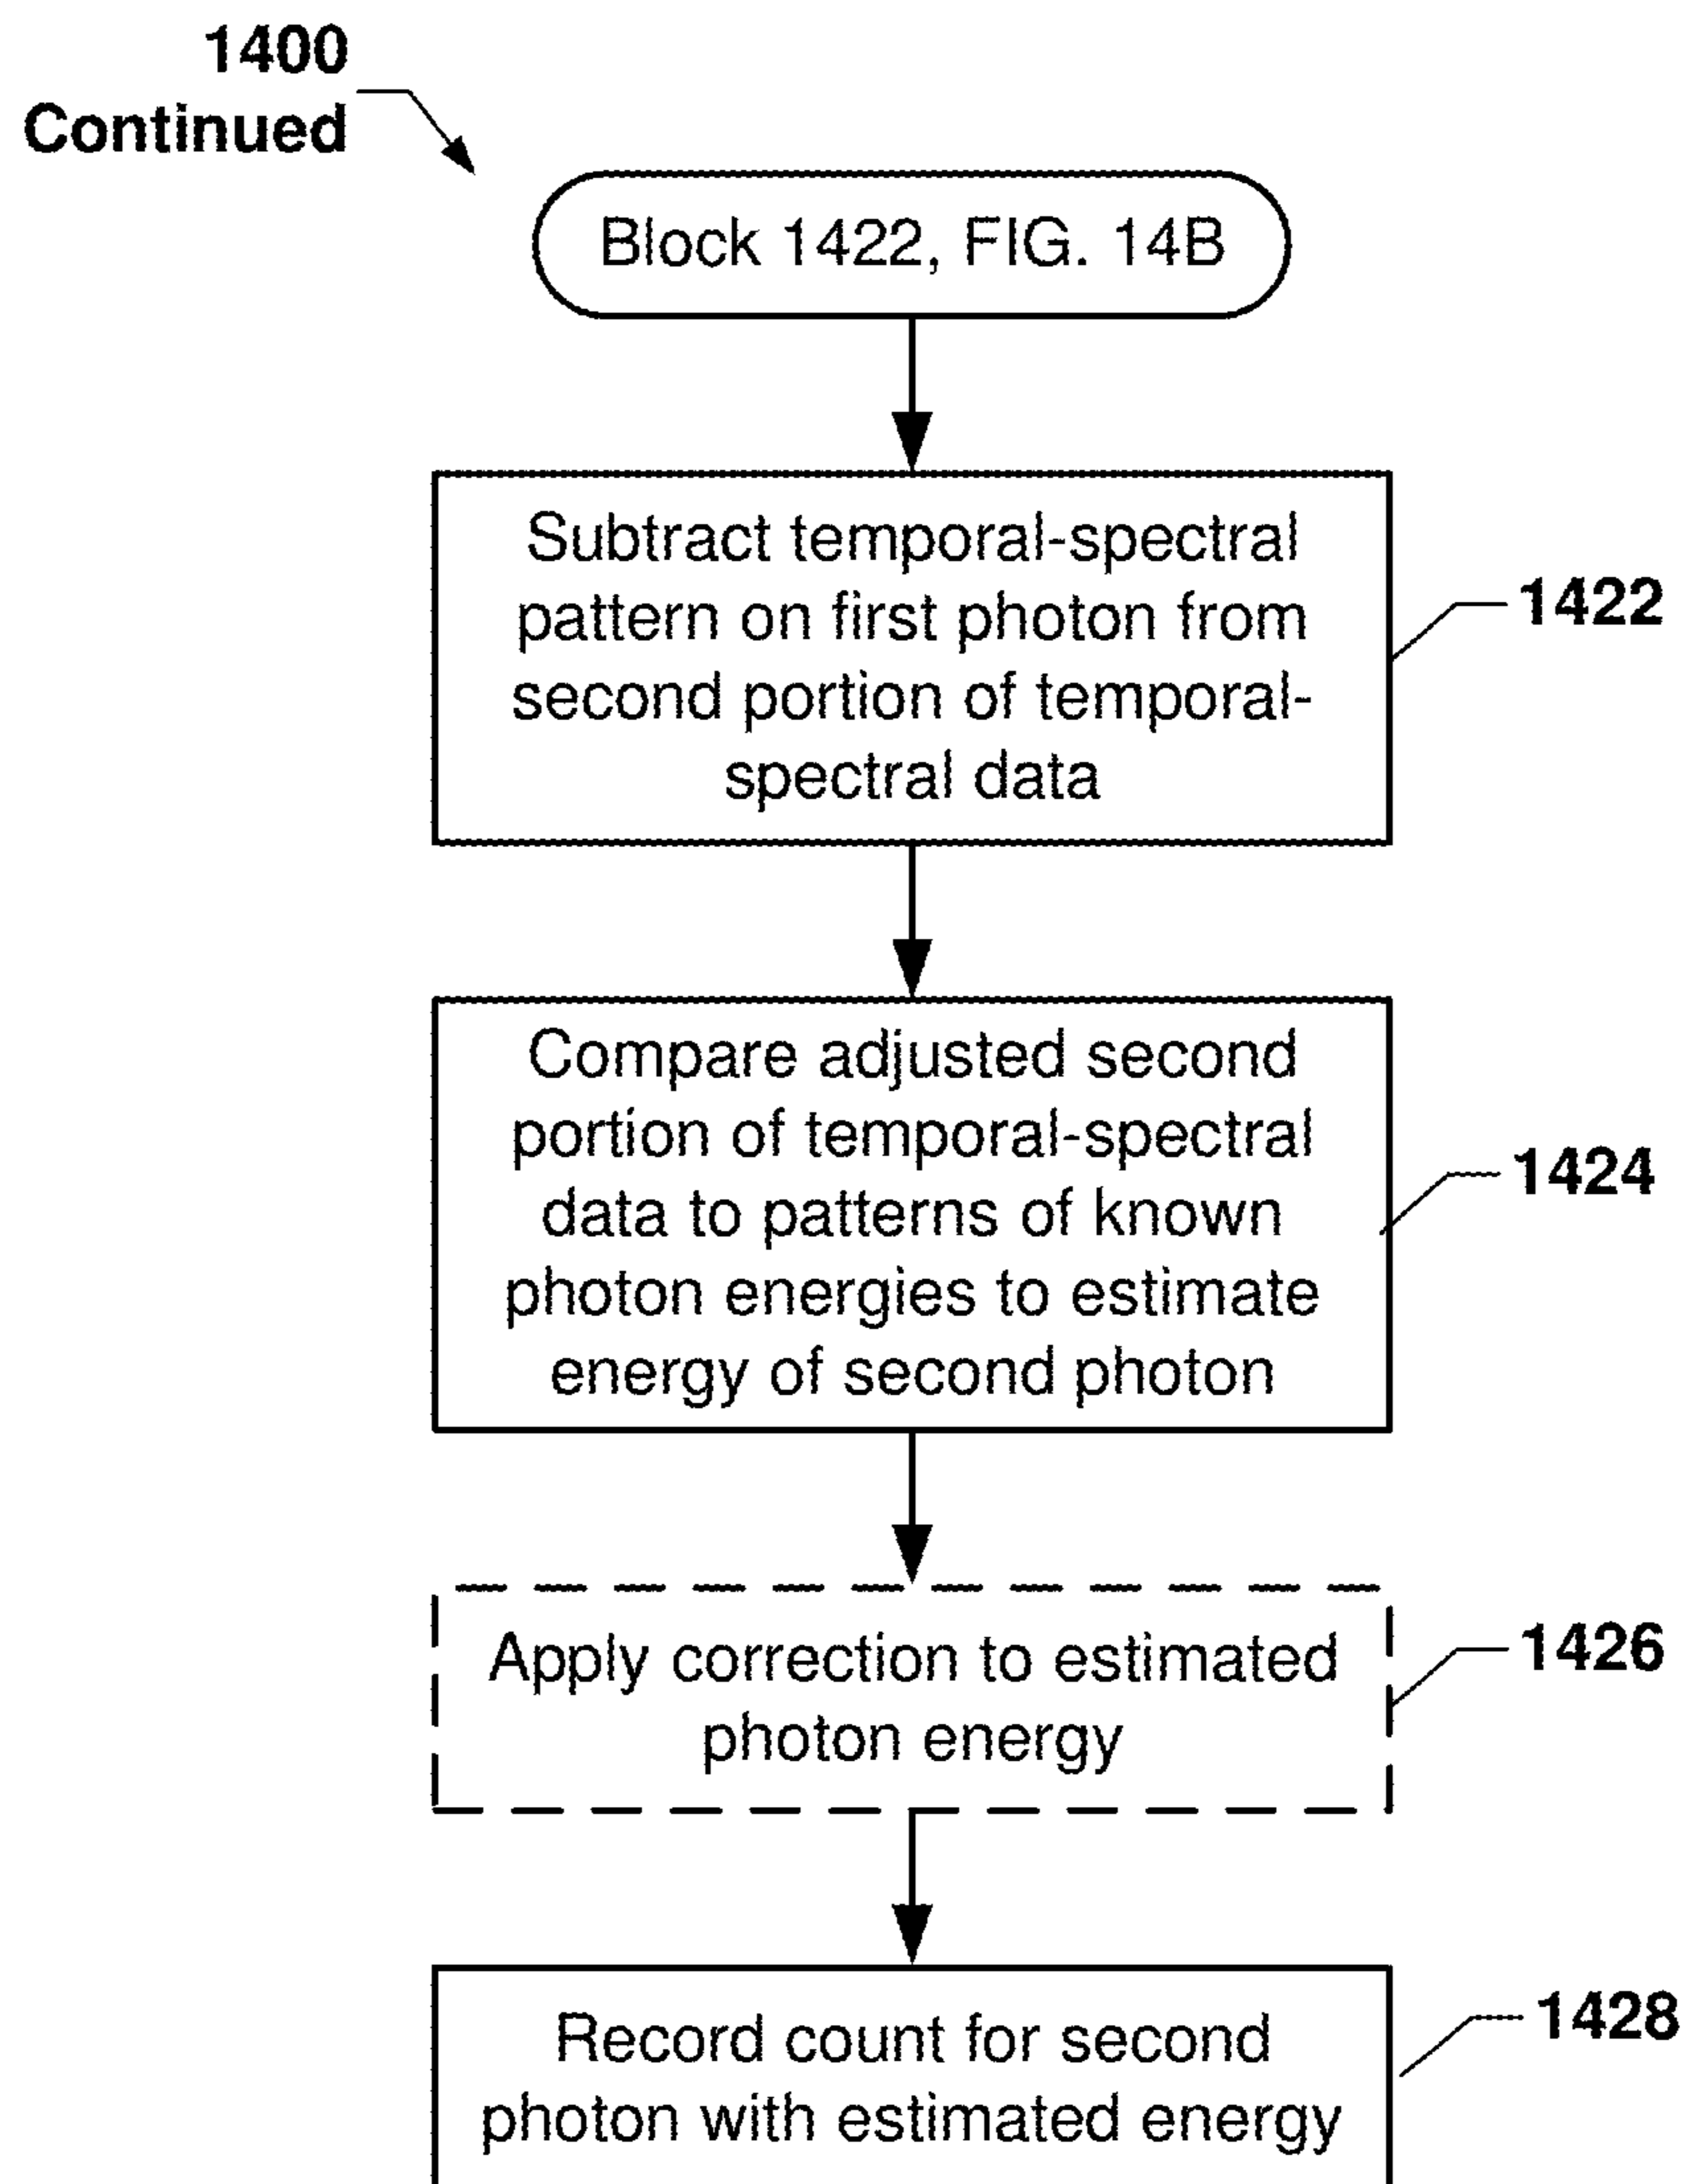 1400
Continued
Block 1422, FIG. 14B
Subtract temporal-spectral
pattern on first photon from
second portion of temporal-
spectral data
1422
Compare adjusted second
portion of temporal-spectral
data to patterns of known
photon energies to estimate
energy of second photon
1424
Apply correction to estimated
photon energy
1426
Record count for second
photon with estimated energy
1428